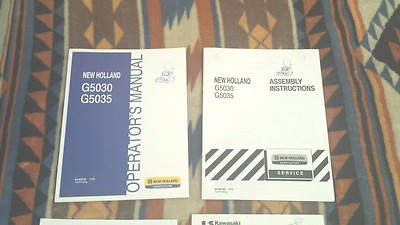 NEW HOLLAND
G5030
G5035
OPERATOR'S MANUAL
NEW HOLLAND
NEW HOLLAND
G5030
G5035
ASSEMBLY
INSTRUCTIONS
NEW HOLLAND
SERVICE
Kawasaki